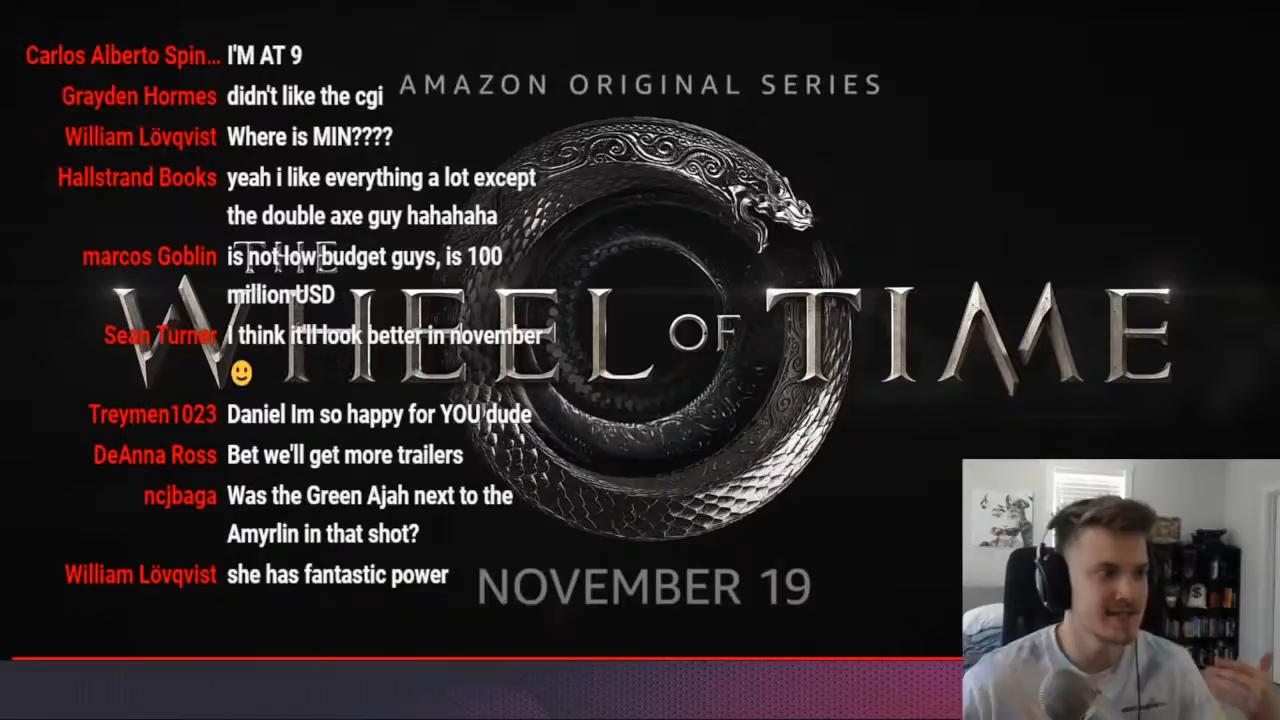 Carlos Alberto Spin... I'M AT 9
AMAZON ORIGINAL SERIES
Grayden Hormes didn't like the cgi
William Lövqvist Where is MIN????
Hallstrand Books yeah i like everything a lot except
the double axe guy hahahaha
THE
marcos Goblin is not low budget guys, is 100
million USD
WHEEL OF TIME
Sean Turner I think it'll look better in november
🙂
Treymen1023 Daniel Im so happy for YOU dude
DeAnna Ross Bet we'll get more trailers
ncjbaga Was the Green Ajah next to the
Amyrlin in that shot?
William Lövqvist she has fantastic power
NOVEMBER 19